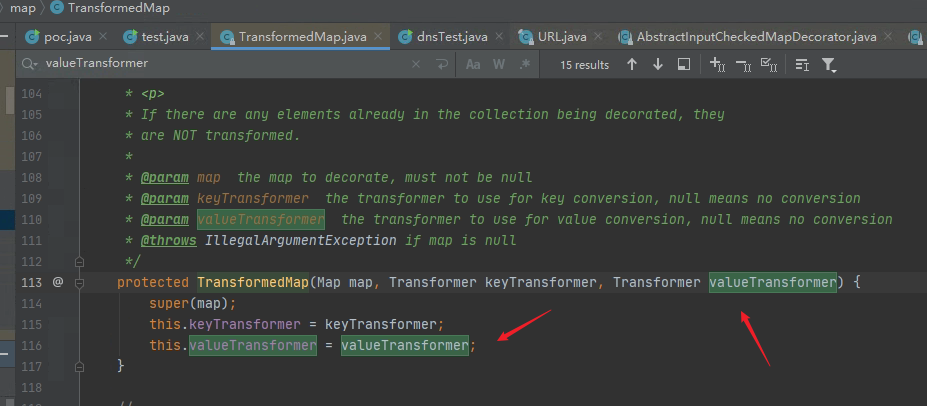 map TransformedMap
poc.java test.java TransformedMap.java dnsTest.java URL.java AbstractInputCheckedMapDecorator.java
valueTransformer Aa W .* 15 results
104 * <p>
105 * If there are any elements already in the collection being decorated, they
106 * are NOT transformed.
107 *
108 * @param map the map to decorate, must not be null
109 * @param keyTransformer the transformer to use for key conversion, null means no conversion
110 * @param valueTransformer the transformer to use for value conversion, null means no conversion
111 * @throws IllegalArgumentException if map is null
112 */
113 @ protected TransformedMap(Map map, Transformer keyTransformer, Transformer valueTransformer) {
114 super(map);
115 this.keyTransformer = keyTransformer;
116 this.valueTransformer = valueTransformer;
117 }
118